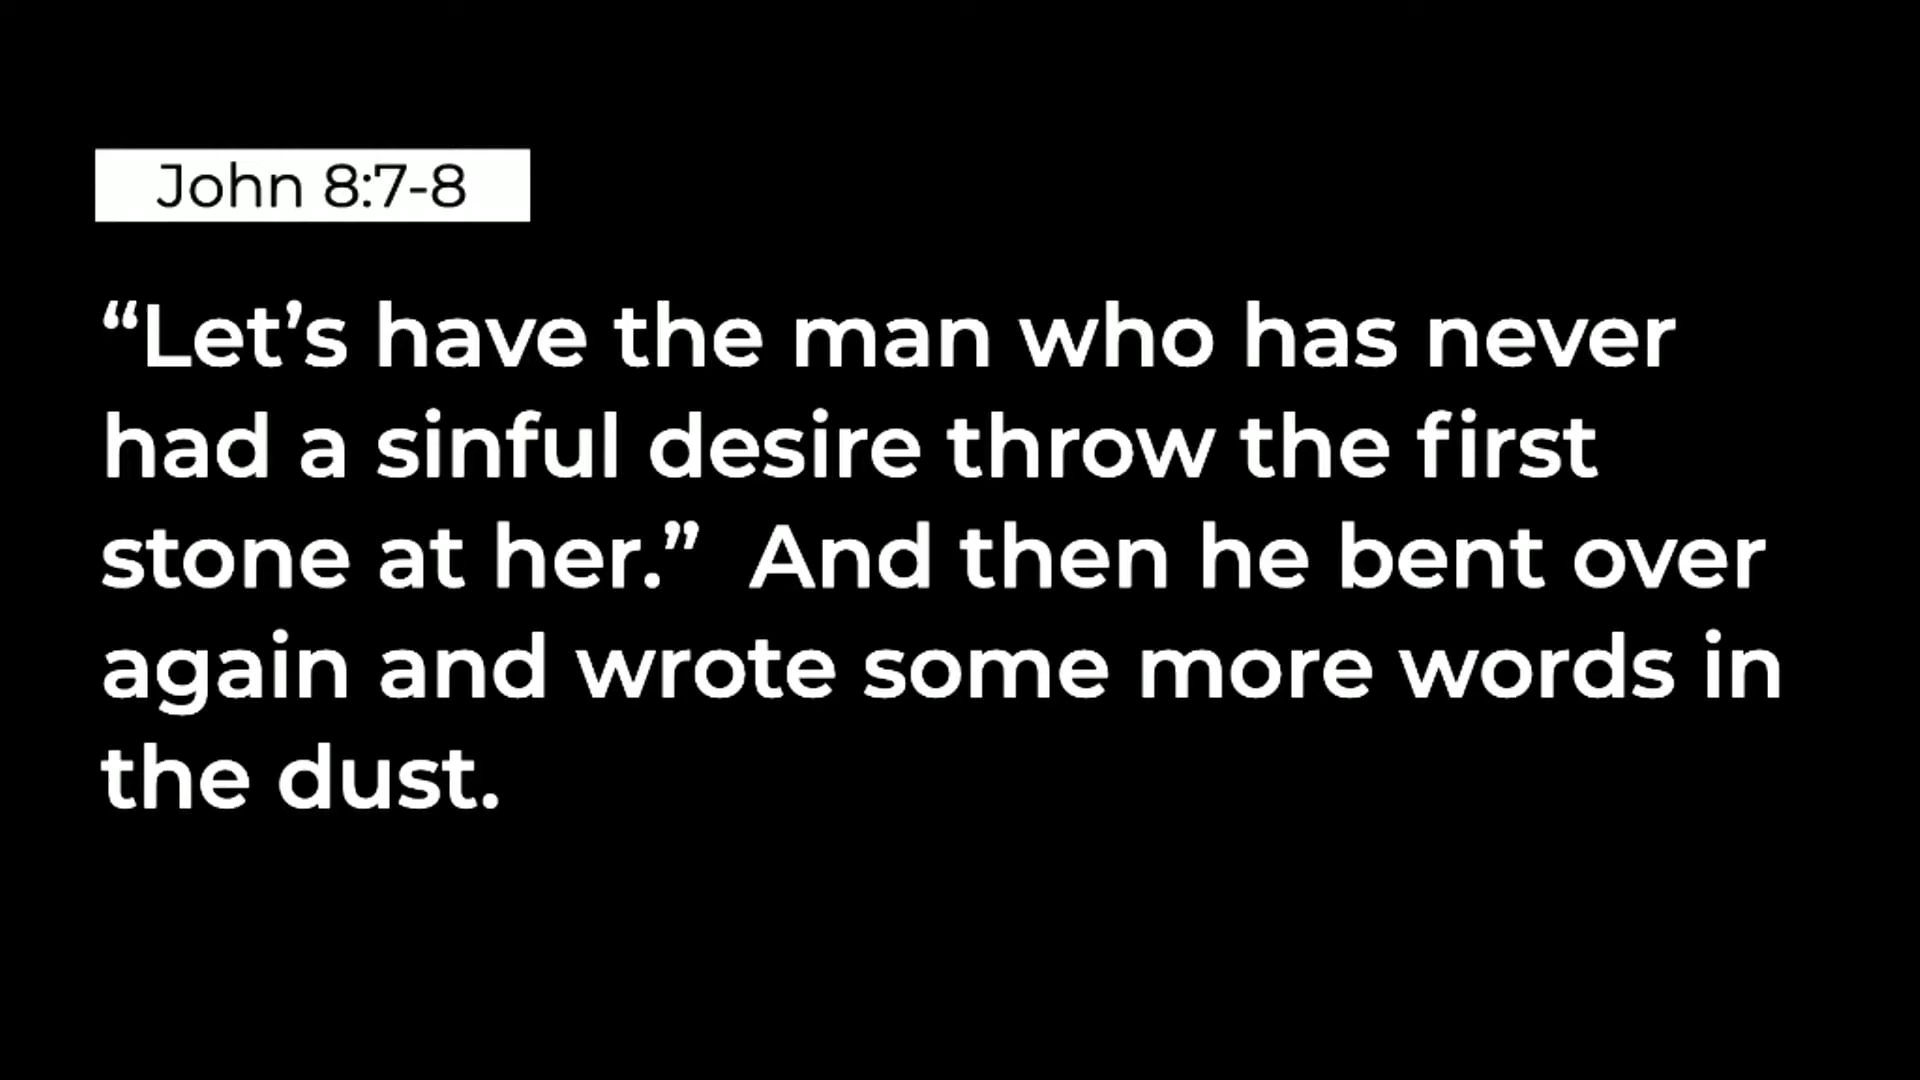 John 8:7-8
“Let’s have the man who has never
had a sinful desire throw the first
stone at her.”  And then he bent over
again and wrote some more words in
the dust.